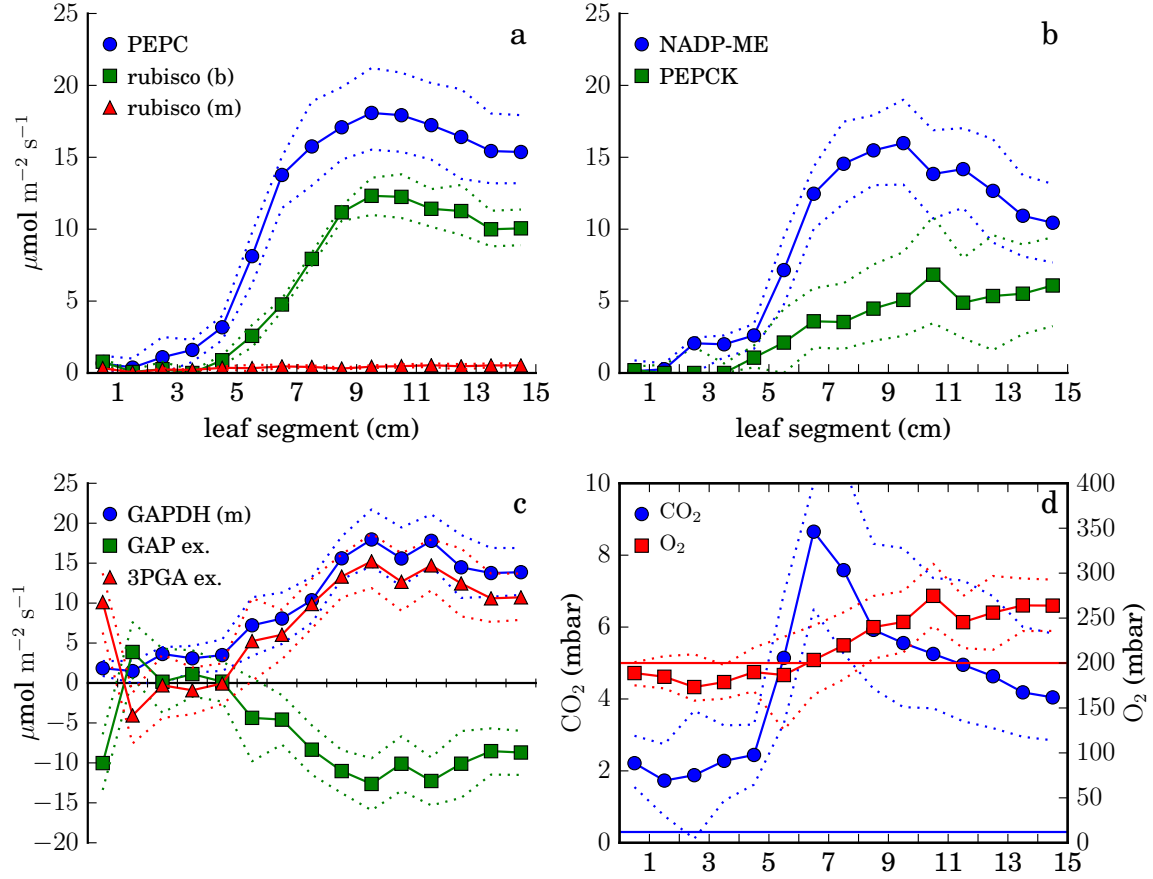 a
PEPC
rubisco (b)
rubisco (m)
25
20
15
10
5
0
μmol m⁻² s⁻¹
1 3 5 7 9 11 13 15
leaf segment (cm)
b
NADP-ME
PEPCK
25
20
15
10
5
0
1 3 5 7 9 11 13 15
leaf segment (cm)
c
GAPDH (m)
GAP ex.
3PGA ex.
25
20
15
10
5
0
−5
−10
−15
−20
μmol m⁻² s⁻¹
d
CO₂
O₂
10
8
6
4
2
0
CO₂ (mbar)
400
350
300
250
200
150
100
50
0
O₂ (mbar)
1 3 5 7 9 11 13 15